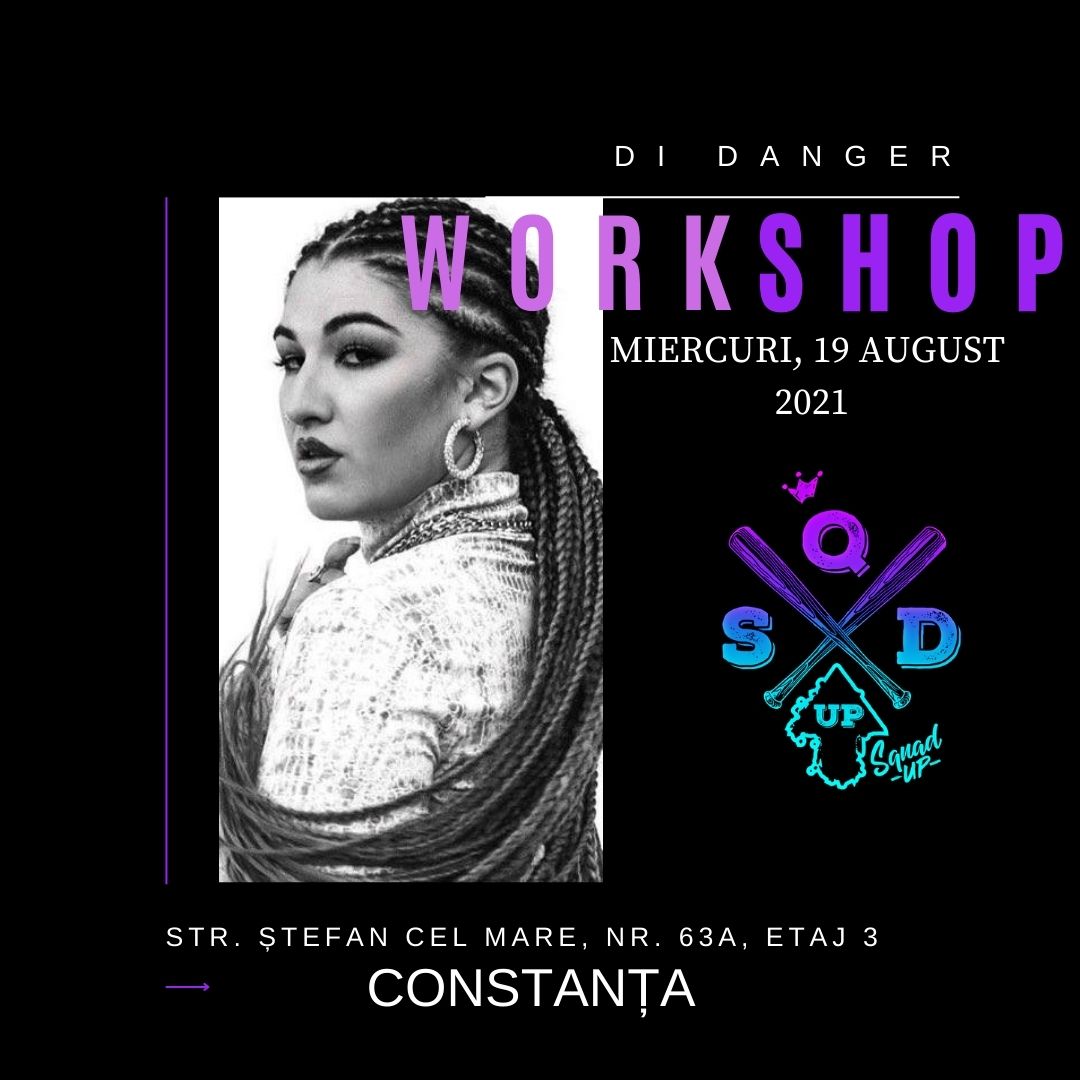 DI DANGER
WORKSHOP
MIERCURI, 19 AUGUST
2021
Q
S D
UP
Squad
-UP-
STR. ȘTEFAN CEL MARE, NR. 63A, ETAJ 3
CONSTANȚA